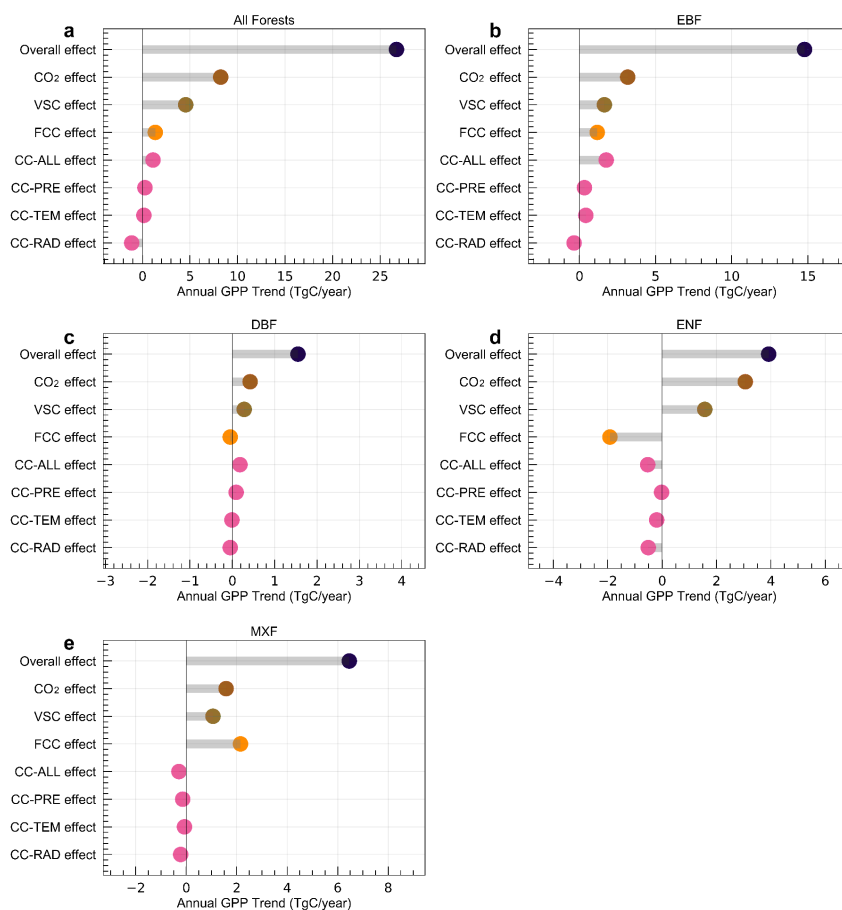 a
All Forests
Overall effect
CO₂ effect
VSC effect
FCC effect
CC-ALL effect
CC-PRE effect
CC-TEM effect
CC-RAD effect
0 5 10 15 20 25
Annual GPP Trend (TgC/year)
b
EBF
Overall effect
CO₂ effect
VSC effect
FCC effect
CC-ALL effect
CC-PRE effect
CC-TEM effect
CC-RAD effect
0 5 10 15
Annual GPP Trend (TgC/year)
c
DBF
Overall effect
CO₂ effect
VSC effect
FCC effect
CC-ALL effect
CC-PRE effect
CC-TEM effect
CC-RAD effect
−3 −2 −1 0 1 2 3 4
Annual GPP Trend (TgC/year)
d
ENF
Overall effect
CO₂ effect
VSC effect
FCC effect
CC-ALL effect
CC-PRE effect
CC-TEM effect
CC-RAD effect
−4 −2 0 2 4 6
Annual GPP Trend (TgC/year)
e
MXF
Overall effect
CO₂ effect
VSC effect
FCC effect
CC-ALL effect
CC-PRE effect
CC-TEM effect
CC-RAD effect
−2 0 2 4 6 8
Annual GPP Trend (TgC/year)